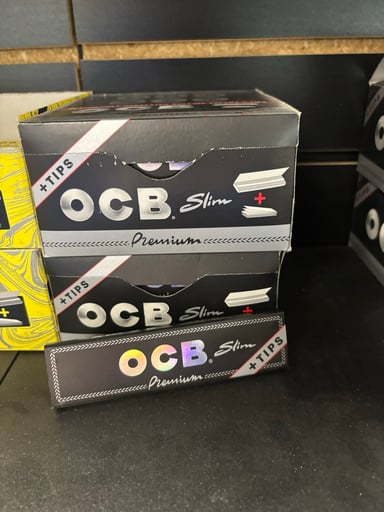 +TIPS
OCB® Slim +
Premium
+TIPS
OCB® Slim +
OCB® Slim
Premium
+TIPS